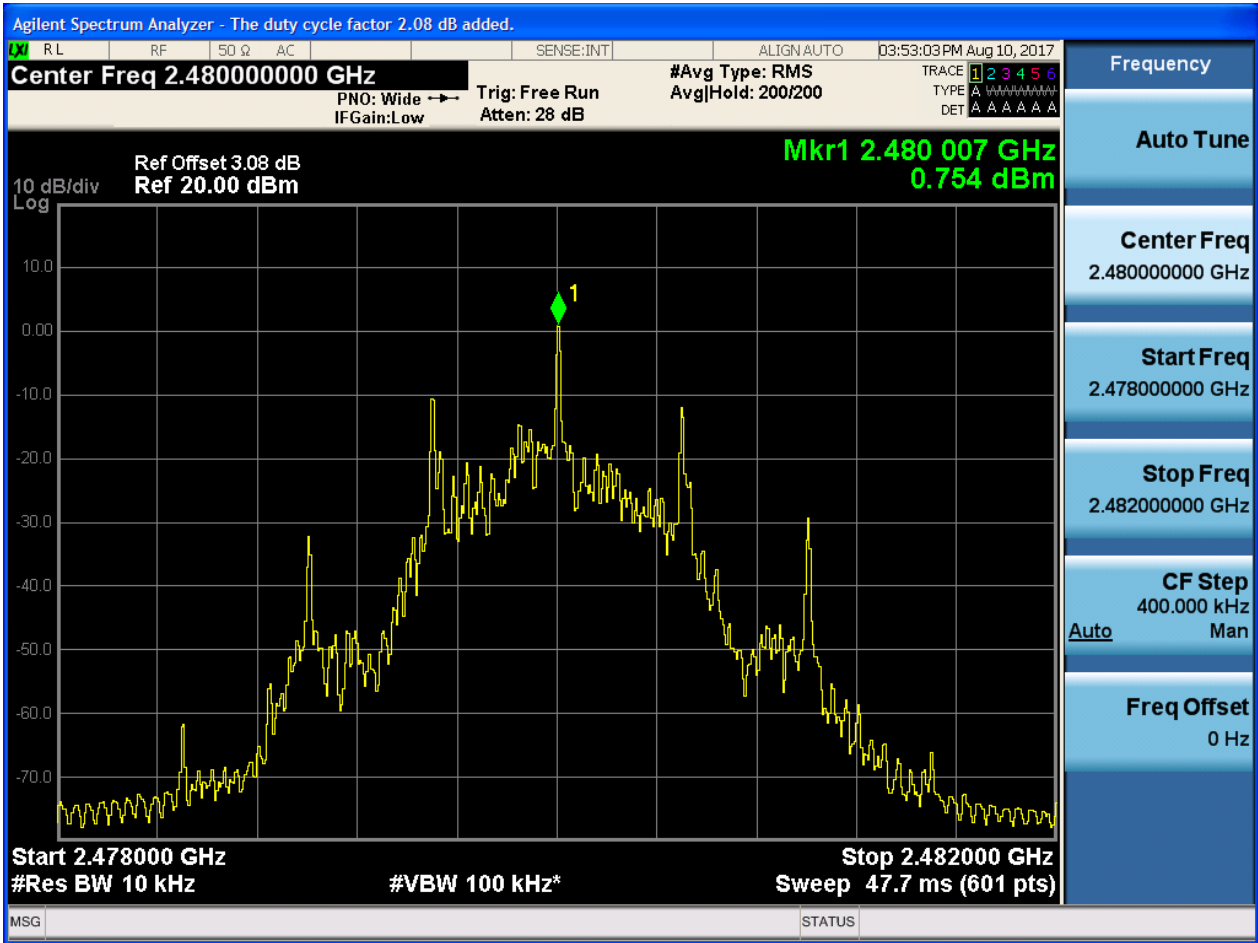 Agilent Spectrum Analyzer - The duty cycle factor 2.08 dB added.
LXI RL RF 50 Ω AC SENSE:INT ALIGN AUTO 03:53:03 PM Aug 10, 2017
Center Freq 2.480000000 GHz
PNO: Wide
IFGain:Low
Trig: Free Run
Atten: 28 dB
#Avg Type: RMS
Avg|Hold: 200/200
TRACE 1 2 3 4 5 6
TYPE A WWWWWW
DET A A A A A A
Mkr1 2.480 007 GHz
0.754 dBm
Ref Offset 3.08 dB
10 dB/div Ref 20.00 dBm
Log
1
10.0
0.00
-10.0
-20.0
-30.0
-40.0
-50.0
-60.0
-70.0
Start 2.478000 GHz Stop 2.482000 GHz
#Res BW 10 kHz #VBW 100 kHz* Sweep 47.7 ms (601 pts)
MSG STATUS
Frequency
Auto Tune
Center Freq
2.480000000 GHz
Start Freq
2.478000000 GHz
Stop Freq
2.482000000 GHz
CF Step
400.000 kHz
Auto Man
Freq Offset
0 Hz